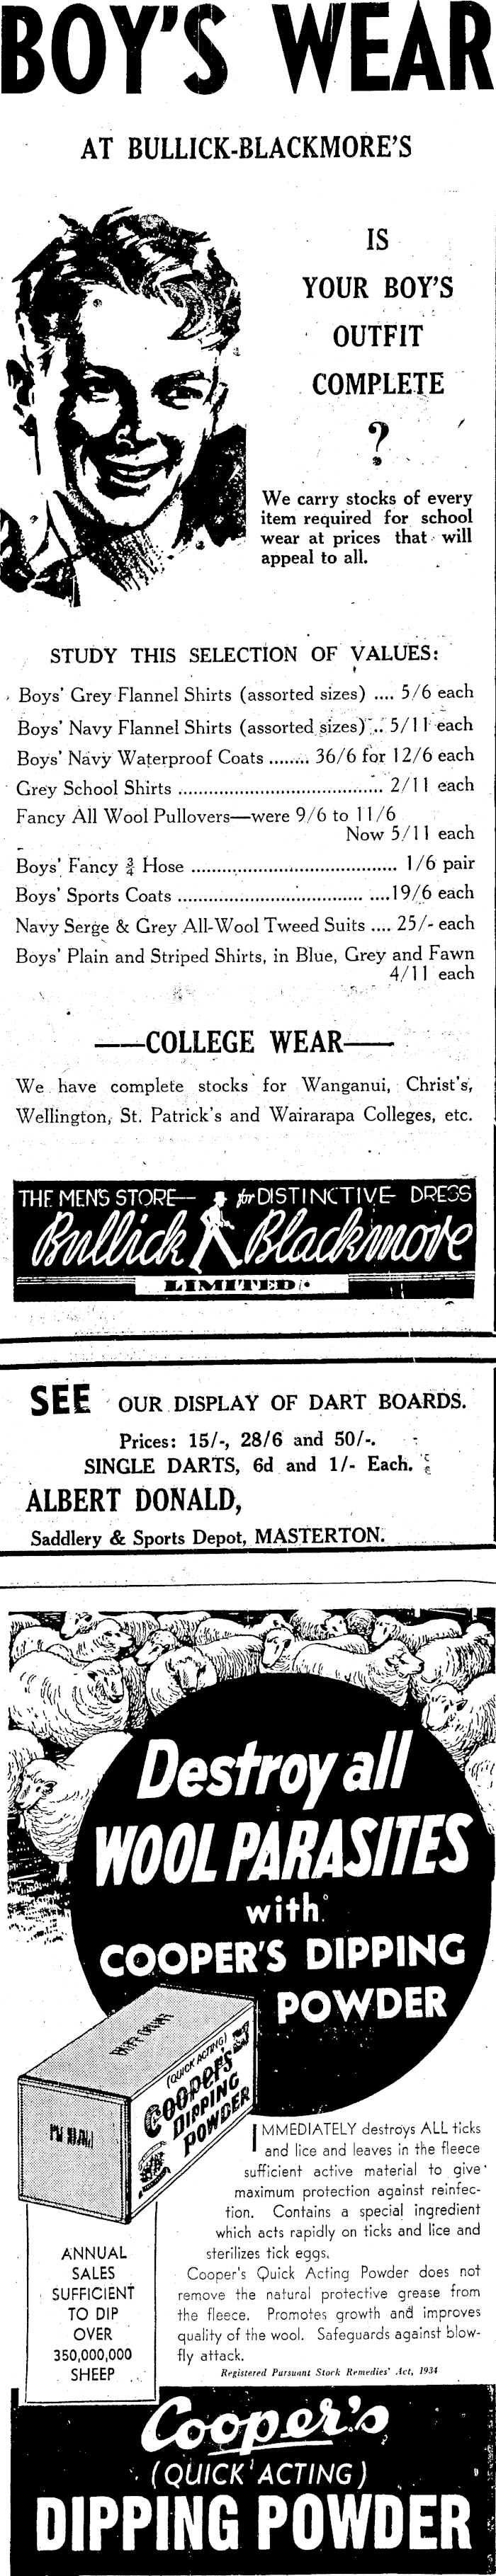 BOY'S WEAR
AT BULLICK-BLACKMORE'S
IS
YOUR BOY'S
OUTFIT
COMPLETE
?
We carry stocks of every
item required for school
wear at prices that will
appeal to all.
STUDY THIS SELECTION OF VALUES:
Boys' Grey Flannel Shirts (assorted sizes) .... 5/6 each
Boys' Navy Flannel Shirts (assorted sizes) .. 5/11 each
Boys' Navy Waterproof Coats ........ 36/6 for 12/6 each
Grey School Shirts ........................................ 2/11 each
Fancy All Wool Pullovers—were 9/6 to 11/6
Now 5/11 each
Boys' Fancy ¾ Hose ........................................ 1/6 pair
Boys' Sports Coats ...................................... 19/6 each
Navy Serge & Grey All-Wool Tweed Suits .... 25/- each
Boys' Plain and Striped Shirts, in Blue, Grey and Fawn
4/11 each
——COLLEGE WEAR——
We have complete stocks for Wanganui, Christ's,
Wellington, St. Patrick's and Wairarapa Colleges, etc.
THE MEN'S STORE— for DISTINCTIVE DRESS
Bullick Blackmore
LIMITED.
SEE OUR DISPLAY OF DART BOARDS.
Prices: 15/-, 28/6 and 50/-.
SINGLE DARTS, 6d and 1/- Each.
ALBERT DONALD,
Saddlery & Sports Depot, MASTERTON.
Destroy all
WOOL PARASITES
with
COOPER'S DIPPING
POWDER
(QUICK ACTING)
COOPER'S
DIPPING
POWDER
IMMEDIATELY destroys ALL ticks
and lice and leaves in the fleece
sufficient active material to give
maximum protection against reinfec-
tion. Contains a special ingredient
which acts rapidly on ticks and lice and
sterilizes tick eggs.
Cooper's Quick Acting Powder does not
remove the natural protective grease from
the fleece. Promotes growth and improves
quality of the wool. Safeguards against blow-
fly attack.
Registered Pursuant Stock Remedies' Act, 1934
ANNUAL
SALES
SUFFICIENT
TO DIP
OVER
350,000,000
SHEEP
Cooper's
(QUICK ACTING)
DIPPING POWDER